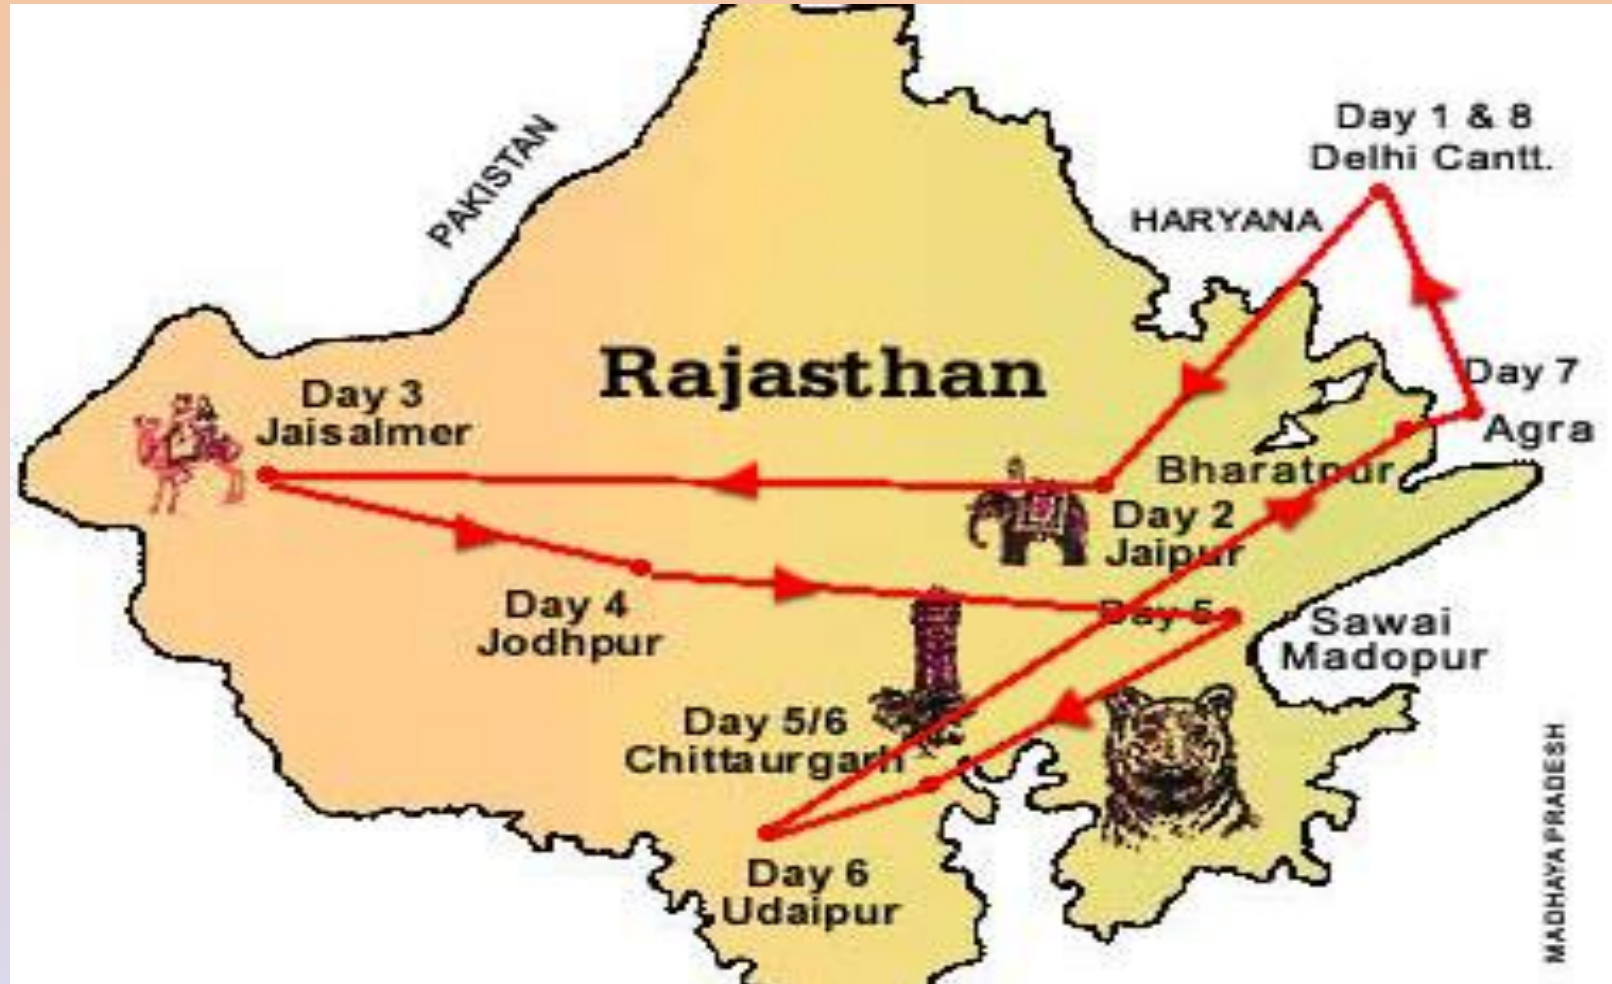 Day 1 & 8
Delhi Cantt.
PAKISTAN
HARYANA
Rajasthan
Day 7
Agra
Day 3
Jaisalmer
Bharatpur
Day 2
Jaipur
Day 4
Jodhpur
Day 5
Sawai
Madopur
Day 5/6
Chittaurgarh
Day 6
Udaipur
MADHAYA PRADESH